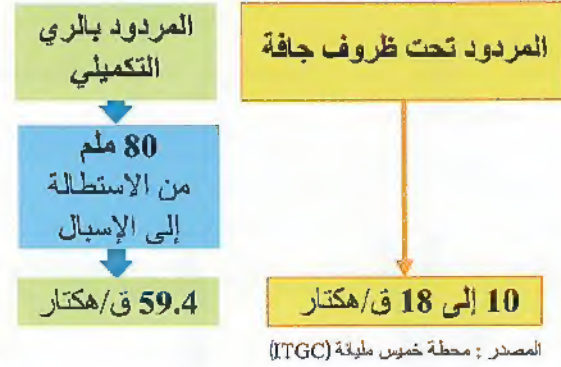 المردود تحت ظروف جافة
10 إلى 18 ق/هكتار
المردود بالري
التكميلي
80 ملم
من الاستطالة
إلى الإسبال
59.4 ق/هكتار
المصدر : محطة خميس مليانة (ITGC)